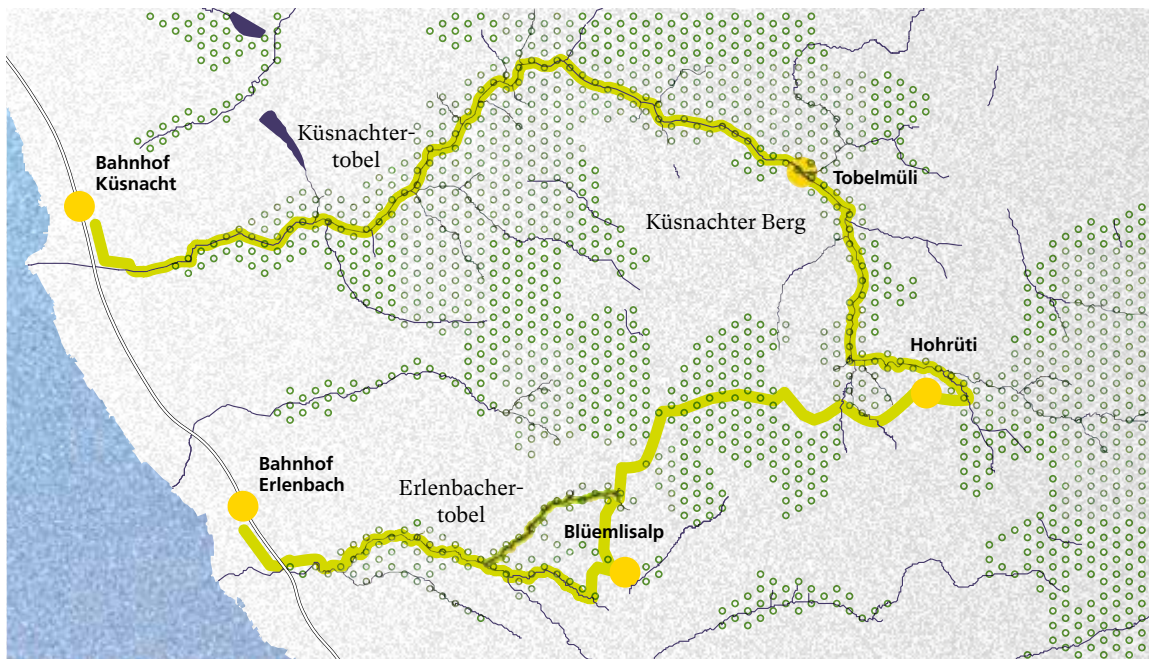 Küsnachter-
tobel
Bahnhof
Küsnacht
Tobelmüli
Küsnachter Berg
Hohrüti
Bahnhof
Erlenbach
Erlenbacher-
tobel
Blüemlisalp